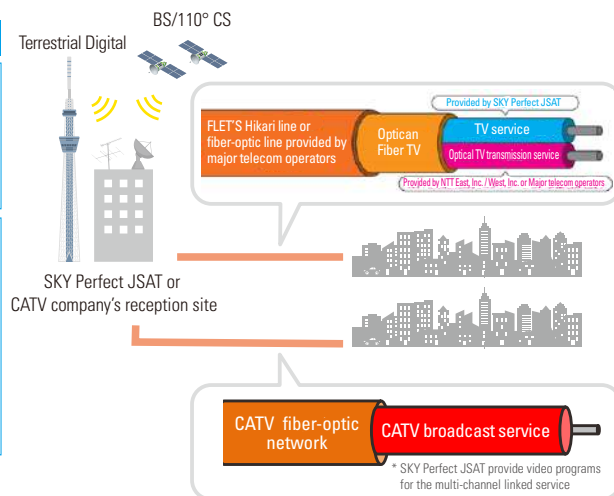 BS/110° CS
Terrestrial Digital
Provided by SKY Perfect JSAT
FLET'S Hikari line or
fiber-optic line provided by
major telecom operators
Optican
Fiber TV
TV service
Optical TV transmission service
Provided by NTT East, Inc. / West, Inc. or Major telecom operators
SKY Perfect JSAT or
CATV company's reception site
CATV fiber-optic
network
CATV broadcast service
* SKY Perfect JSAT provide video programs
for the multi-channel linked service